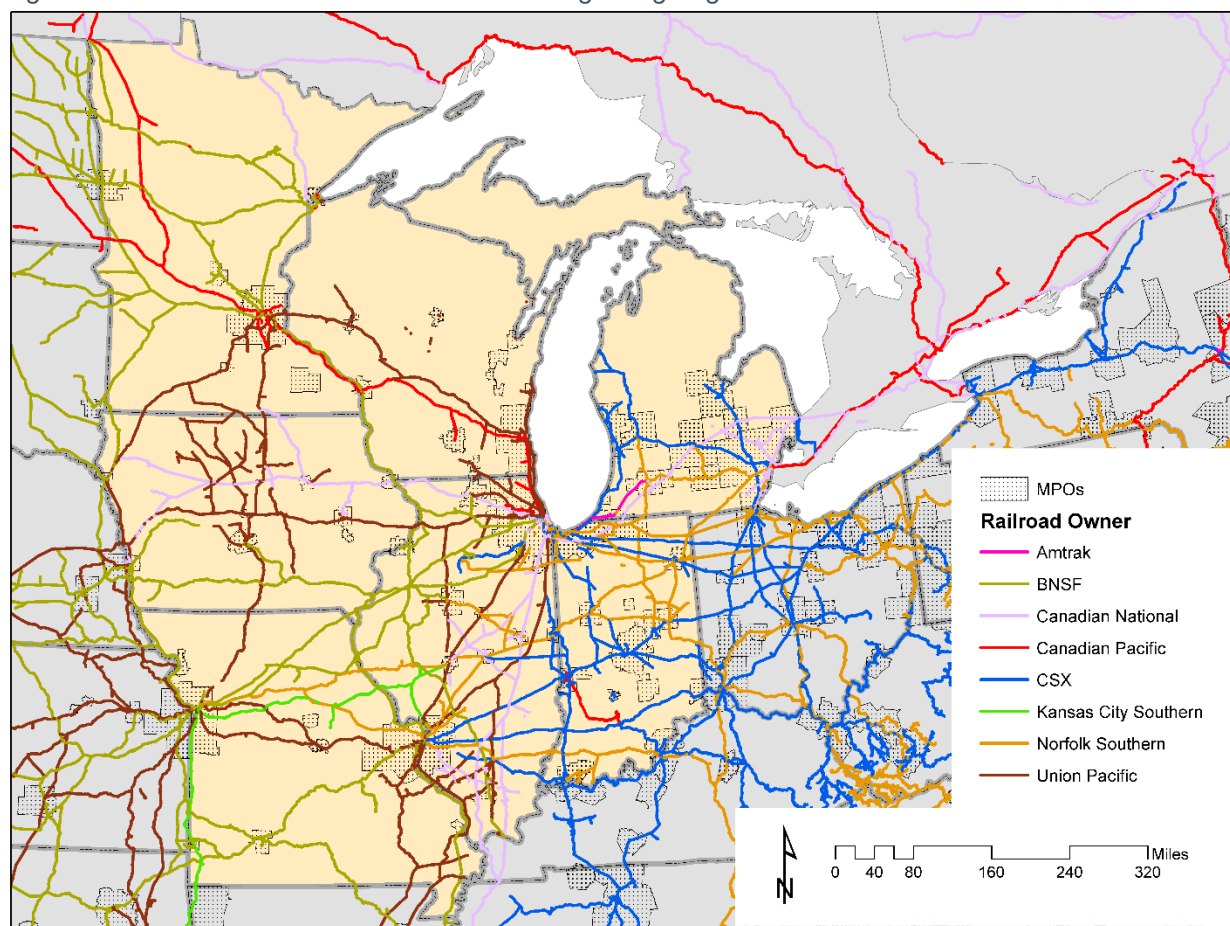 MPOs
Railroad Owner
Amtrak
BNSF
Canadian National
Canadian Pacific
CSX
Kansas City Southern
Norfolk Southern
Union Pacific
N
Miles
0 40 80 160 240 320